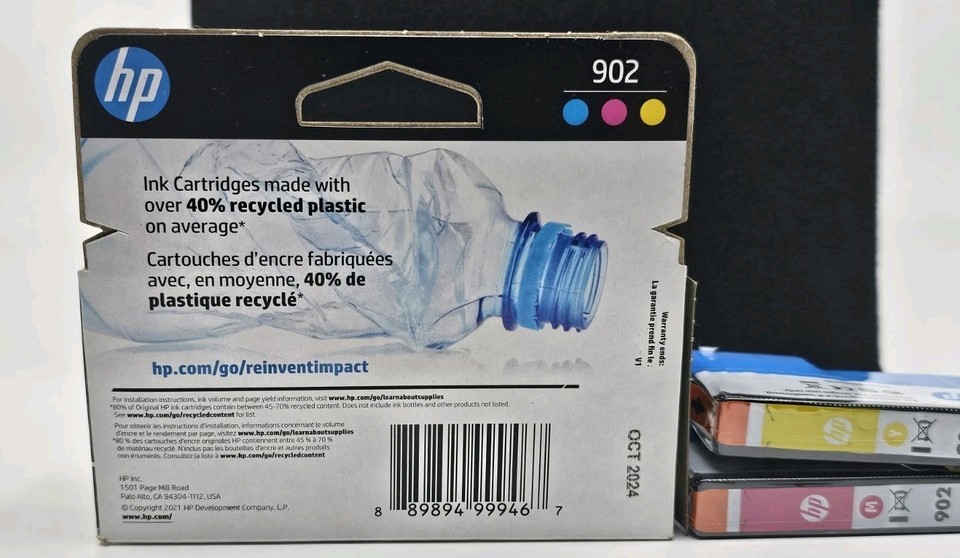 hp
902
Ink Cartridges made with
over 40% recycled plastic
on average*
Cartouches d'encre fabriquées
avec, en moyenne, 40% de
plastique recyclé*
hp.com/go/reinventimpact
Warranty ends:
La garantie prend fin le :
V1
OCT 2024
For installation instructions, ink volume and page yield information, visit www.hp.com/go/learnaboutsupplies
*80% of Original HP ink cartridges contain between 45-70% recycled content. Does not include ink bottles and other products not listed.
See www.hp.com/go/recycledcontent for list.
Pour obtenir les instructions d'installation, informations concernant le volume
d'encre et le rendement par page, visitez www.hp.com/go/learnaboutsupplies
*80 % des cartouches d'encre originales HP contiennent entre 45 % à 70 %
de matériau recyclé. N'inclus pas les bouteilles d'encre et autres produits
non énumérés. Consultez la liste à www.hp.com/go/recycledcontent
HP Inc.
1501 Page Mill Road
Palo Alto, CA 94304-1112, USA
© Copyright 2021 HP Development Company, L.P.
www.hp.com/
8 89894 99946 7
hp
Y
hp
M
902